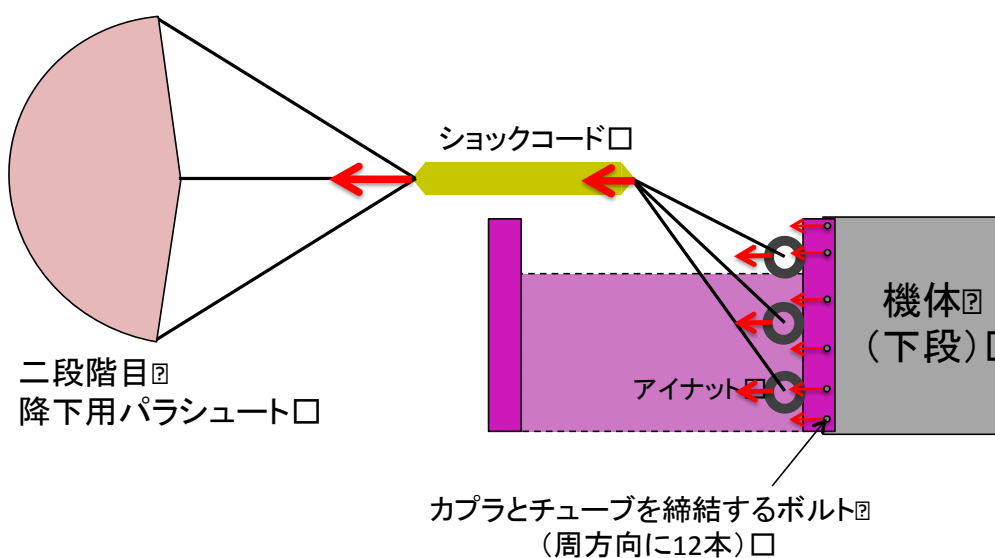 ショックコード
機体
（下段）
アイナット
二段階目
降下用パラシュート
カプラとチューブを締結するボルト
（周方向に12本）